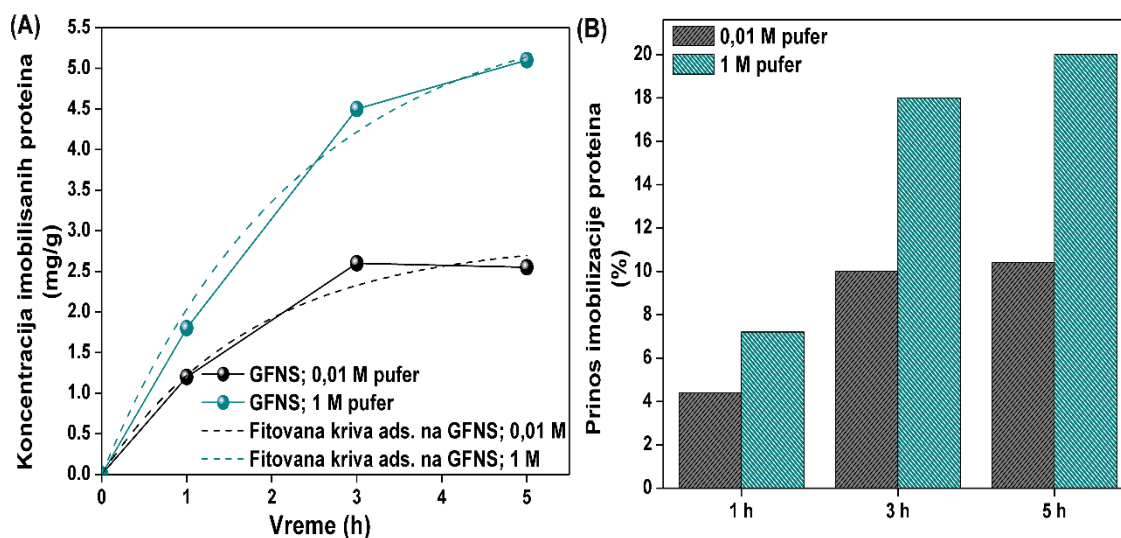 (A)
Koncentracija imobilisanih proteina
(mg/g)
5.5
5.0
4.5
4.0
3.5
3.0
2.5
2.0
1.5
1.0
0.5
0.0
0
1
2
3
4
5
Vreme (h)
GFNS; 0,01 M pufer
GFNS; 1 M pufer
Fitovana kriva ads. na GFNS; 0,01 M
Fitovana kriva ads. na GFNS; 1 M
(B)
Prinos imobilizacije proteina
(%)
20
18
16
14
12
10
8
6
4
2
0
1 h
3 h
5 h
0,01 M pufer
1 M pufer